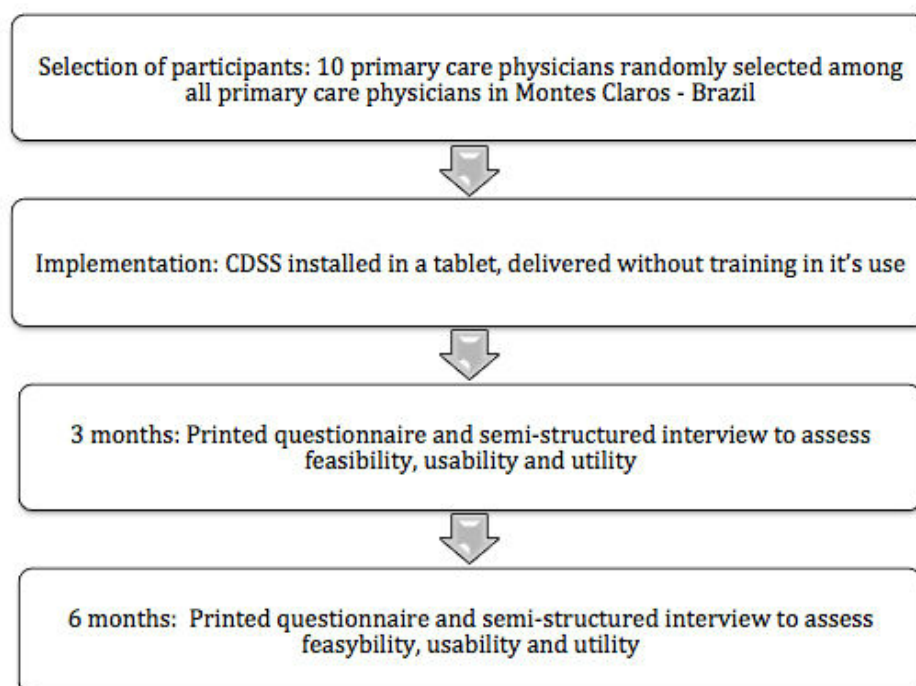 Selection of participants: 10 primary care physicians randomly selected among
all primary care physicians in Montes Claros - Brazil
Implementation: CDSS installed in a tablet, delivered without training in it's use
3 months: Printed questionnaire and semi-structured interview to assess
feasibility, usability and utility
6 months: Printed questionnaire and semi-structured interview to assess
feasybility, usability and utility